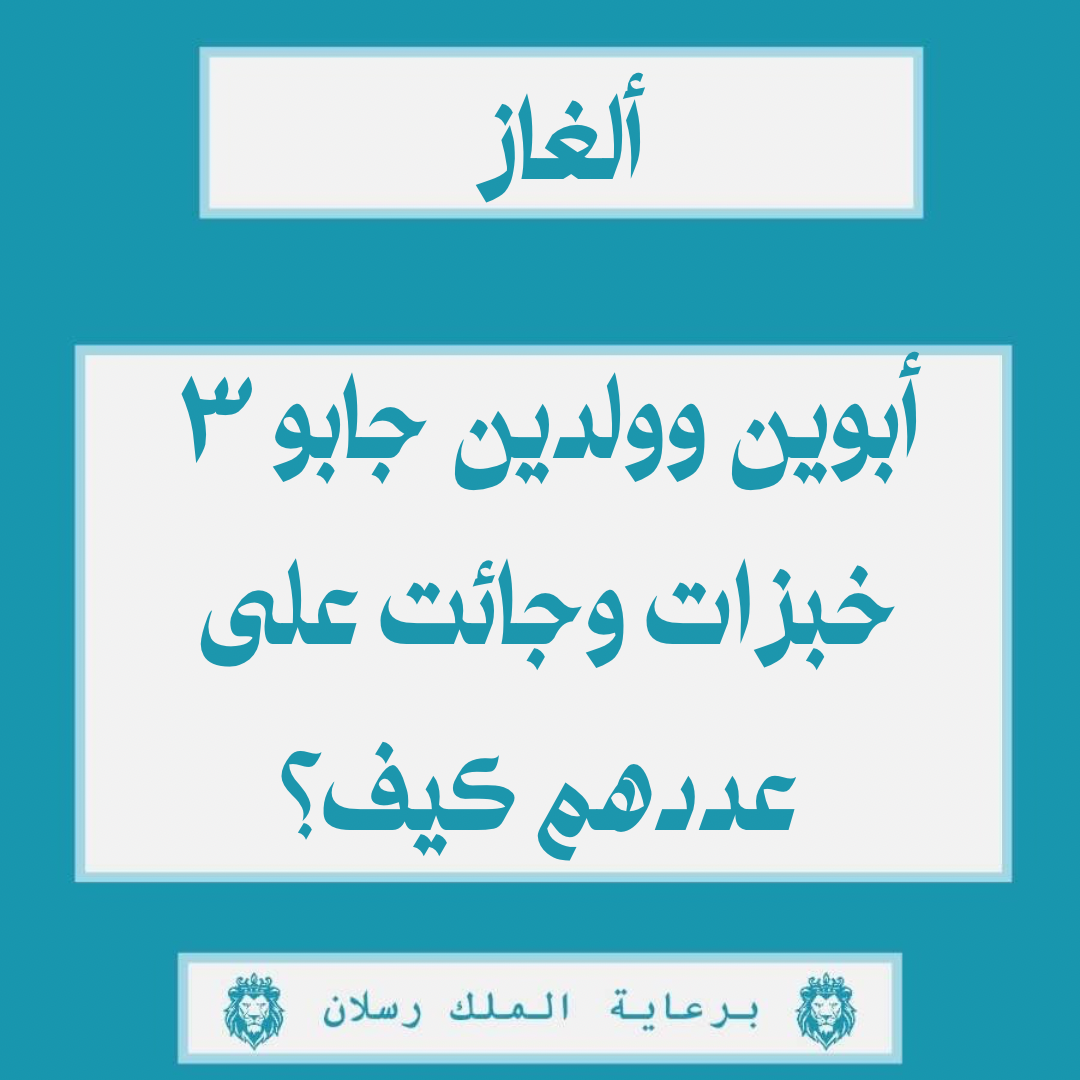 ألغاز
أبوين وولدين جابو ٣
خبزات وجائت على
عددهم كيف؟
برعاية الملك رسلان